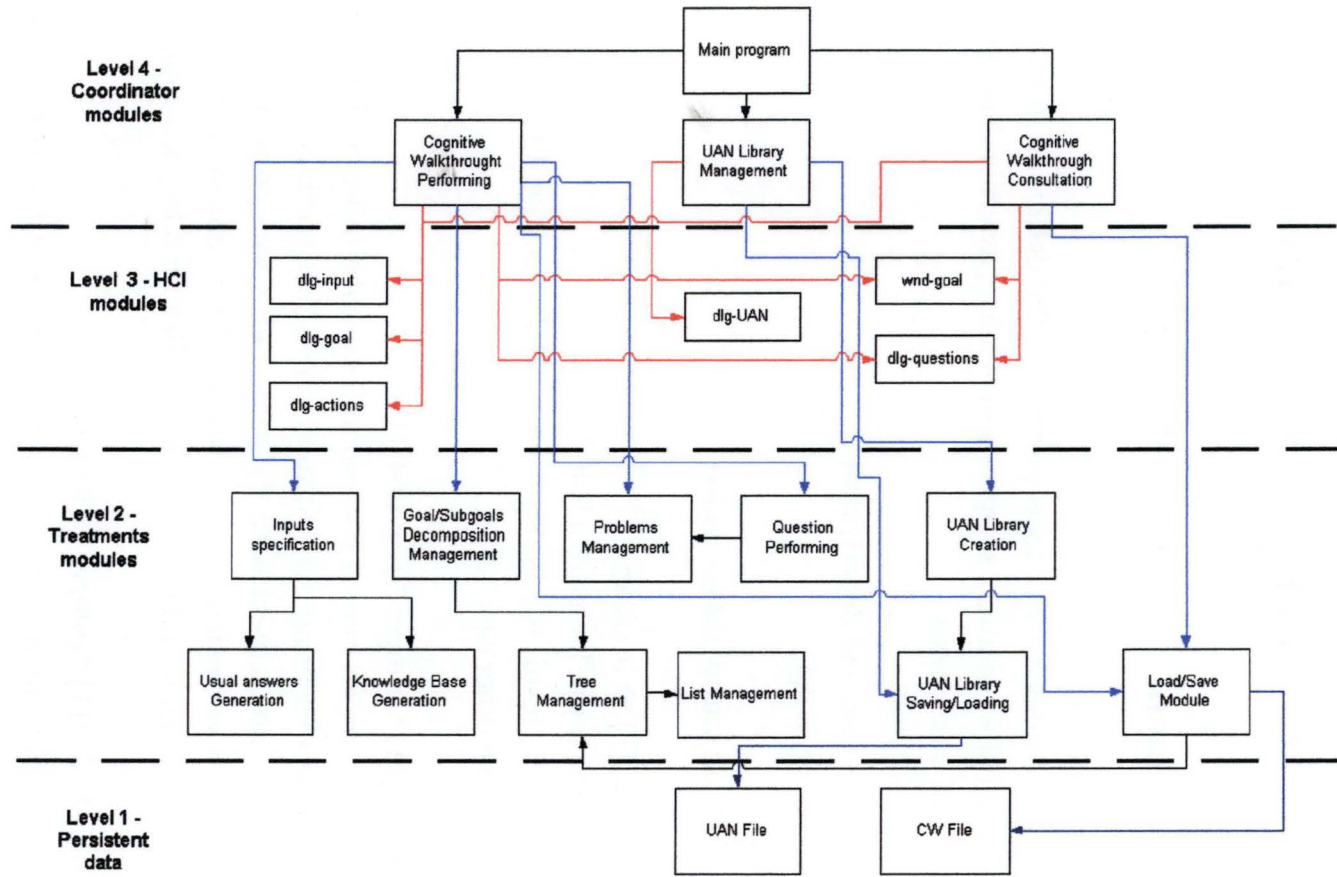 Main program
Level 4 -
Coordinator
modules
Cognitive
Walkthrought
Performing
UAN Library
Management
Cognitive
Walkthrough
Consultation
Level 3 - HCI
modules
dlg-input
wnd-goal
dlg-UAN
dlg-goal
dlg-questions
dlg-actions
Level 2 -
Treatments
modules
Inputs
specification
Goal/Subgoals
Decomposition
Management
Problems
Management
Question
Performing
UAN Library
Creation
Usual answers
Generation
Knowledge Base
Generation
Tree
Management
List Management
UAN Library
Saving/Loading
Load/Save
Module
Level 1 -
Persistent
data
UAN File
CW File